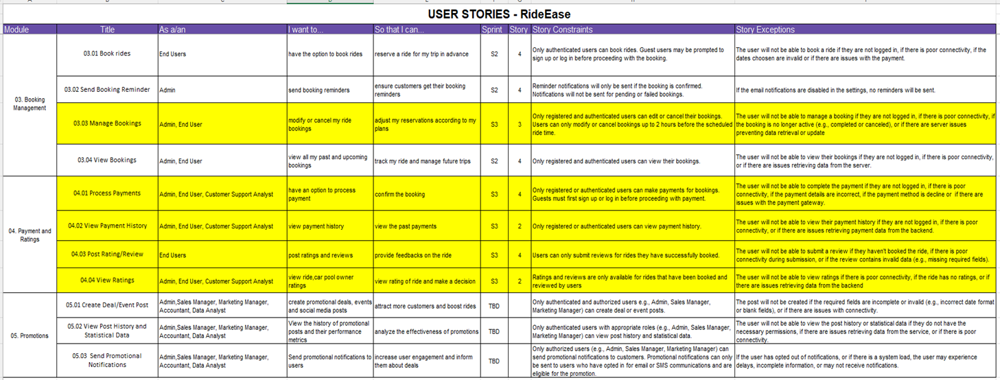 USER STORIES - RideEase
Module Title As a/an I want to... So that I can... Sprint Story Story Constraints Story Exceptions
03. Booking
Management
03.01 Book rides
End Users
have the option to book rides
reserve a ride for my trip in advance
S2
4
Only authenticated users can book rides. Guest users may be prompted to
sign up or log in before proceeding with the booking.
The user will not be able to book a ride if they are not logged in, if there is poor connectivity, if the
dates choosen are invalid or if there are issues with the payment.
03.02 Send Booking Reminder
Admin
send booking reminders
ensure customers get their booking
reminders
S2
4
Reminder notifications will only be sent if the booking is confirmed.
Notifications will not be sent for pending or failed bookings.
If the email notifications are disabled in the settings, no reminders will be sent.
03.03 Manage Bookings
Admin, End User
modify or cancel my ride
bookings
adjust my reservations according to my
plans
S3
3
Only registered and authenticated users can edit or cancel their bookings.
Users can only modify or cancel bookings up to 2 hours before the scheduled
ride time.
The user will not be able to manage a booking if they are not logged in, if there is poor connectivity, if
the booking is no longer active (e.g., completed or canceled), or if there are server issues
preventing data retrieval or update
03.04 View Bookings
Admin, End User
view all my past and upcoming
bookings
track my ride and manage future trips
S2
4
Only registered and authenticated users can view their bookings.
The user will not be able to view their bookings if they are not logged in, if there is poor connectivity,
or if there are issues retrieving data from the server.
04. Payment and
Ratings
04.01 Process Payments
Admin, End User, Customer Support Analyst
have an option to process
payment
confirm the booking
S3
4
Only registered or authenticated users can make payments for bookings.
Guests must first sign up or log in before proceeding with payment.
The user will not be able to complete the payment if they are not logged in, if there is poor
connectivity, if the payment details are incorrect, if the payment method is decline or if there are
issues with the payment gateway.
04.02 View Payment History
Admin, End User, Customer Support Analyst
view payment history
view the past payments
S3
2
Only registered or authenticated users can view payment history.
The user will not be able to view their payment history if they are not logged in, if there is poor
connectivity, or if there are issues retrieving payment data from the backend.
04.03 Post Rating/Review
End Users
post ratings and reviews
provide feedbacks on the ride
S3
4
Users can only submit reviews for rides they have successfully booked.
The user will not be able to submit a review if they haven't booked the ride, if there is poor
connectivity during submission, or if the review contains invalid data (e.g., missing required fields).
04.04 View Ratings
Admin, End User, Customer Support Analyst
view ride,car pool owner
ratings
view rating of ride and make a decision
S3
2
Ratings and reviews are only available for rides that have been booked and
reviewed by users
The user will not be able to view ratings if there is poor connectivity, if the ride has no ratings, or if
there are issues retrieving data from the backend
05. Promotions
05.01 Create Deal/Event Post
Admin,Sales Manager, Marketing Manager,
Accountant, Data Analyst
create promotional deals, events
and social media posts
attract more customers and boost rides
TBD
Only authenticated and authorized users e.g., Admin, Sales Manager,
Marketing Manager) can create deal or event posts.
The post will not be created if the required fields are incomplete or invalid (e.g., incorrect date format
or blank fields), or if there are issues with connectivity.
05.02 View Post History and
Statistical Data
Admin,Sales Manager, Marketing Manager,
Accountant, Data Analyst
View the history of promotional
posts and their performance
metrics
analyze the effectiveness of promotions
TBD
Only authenticated users with appropriate roles (e.g., Admin, Sales Manager,
Marketing Manager) can view post history and statistical data.
The user will not be able to view the post history or statistical data if they do not have the
necessary permissions, if there are issues retrieving data from the service, or if there is poor
connectivity.
05.03 Send Promotional
Notifications
Admin,Sales Manager, Marketing Manager,
Accountant, Data Analyst
Send promotional notifications to
users
increase user engagement and inform
them about deals
TBD
Only authorized users (e.g., Admin, Sales Manager, Marketing Manager) can
send promotional notifications to customers. Promotional notifications can only
be sent to users who have opted in for email or SMS communications and are
eligible for the promotion.
If the user has opted out of notifications, or if there is a system load, the user may experience
delays, incomplete information, or may not receive notifications.